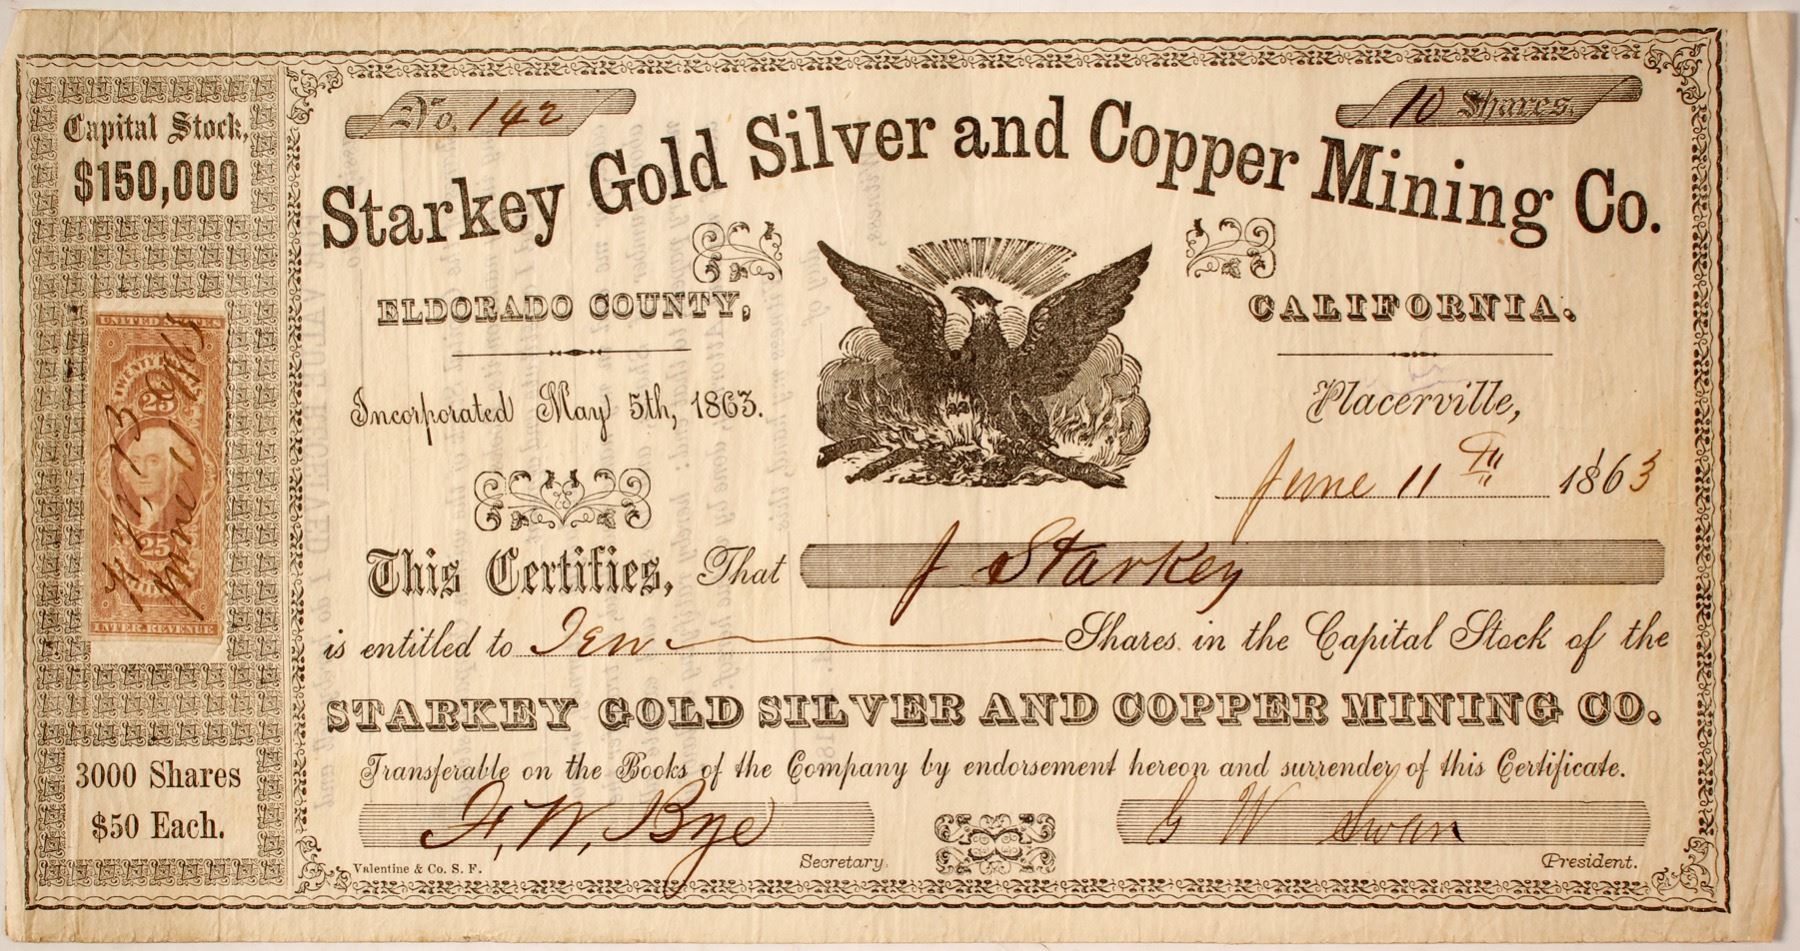 Capital Stock,
$150,000
No. 142
10 Shares.
Starkey Gold Silver and Copper Mining Co.
ELDORADO COUNTY,
CALIFORNIA.
Incorporated May 5th, 1863.
Placerville,
June 11th 1863
UNITED STATES
25
25
INTER. REVENUE
F. W. B
June 11 1863
This Certifies, That J Starkey
is entitled to Ten Shares in the Capital Stock of the
STARKEY GOLD SILVER AND COPPER MINING CO.
Transferable on the Books of the Company by endorsement hereon and surrender of this Certificate.
3000 Shares
$50 Each.
F. W. Bye
Secretary.
G W Swan
President.
Valentine & Co. S. F.